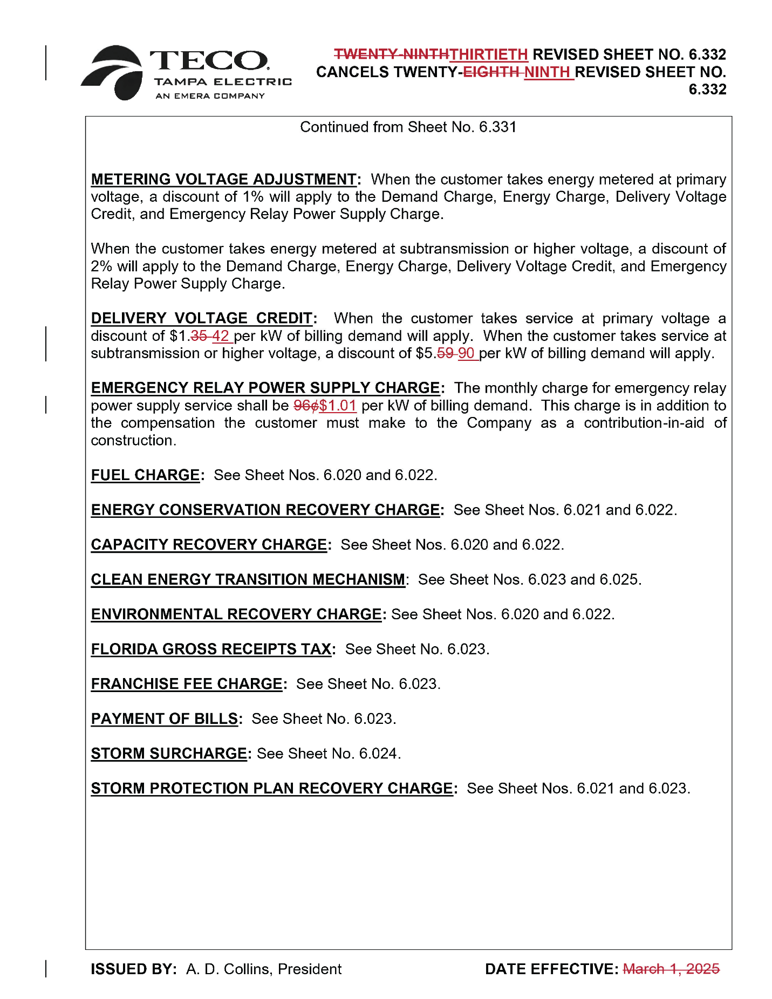 TECO.
TAMPA ELECTRIC
AN EMERA COMPANY
TWENTY-NINTHTHIRTIETH REVISED SHEET NO. 6.332
CANCELS TWENTY-EIGHTH NINTH REVISED SHEET NO.
6.332
Continued from Sheet No. 6.331
METERING VOLTAGE ADJUSTMENT: When the customer takes energy metered at primary
voltage, a discount of 1% will apply to the Demand Charge, Energy Charge, Delivery Voltage
Credit, and Emergency Relay Power Supply Charge.
When the customer takes energy metered at subtransmission or higher voltage, a discount of
2% will apply to the Demand Charge, Energy Charge, Delivery Voltage Credit, and Emergency
Relay Power Supply Charge.
DELIVERY VOLTAGE CREDIT: When the customer takes service at primary voltage a
discount of $1.35 42 per kW of billing demand will apply. When the customer takes service at
subtransmission or higher voltage, a discount of $5.59 90 per kW of billing demand will apply.
EMERGENCY RELAY POWER SUPPLY CHARGE: The monthly charge for emergency relay
power supply service shall be 96¢$1.01 per kW of billing demand. This charge is in addition to
the compensation the customer must make to the Company as a contribution-in-aid of
construction.
FUEL CHARGE: See Sheet Nos. 6.020 and 6.022.
ENERGY CONSERVATION RECOVERY CHARGE: See Sheet Nos. 6.021 and 6.022.
CAPACITY RECOVERY CHARGE: See Sheet Nos. 6.020 and 6.022.
CLEAN ENERGY TRANSITION MECHANISM: See Sheet Nos. 6.023 and 6.025.
ENVIRONMENTAL RECOVERY CHARGE: See Sheet Nos. 6.020 and 6.022.
FLORIDA GROSS RECEIPTS TAX: See Sheet No. 6.023.
FRANCHISE FEE CHARGE: See Sheet No. 6.023.
PAYMENT OF BILLS: See Sheet No. 6.023.
STORM SURCHARGE: See Sheet No. 6.024.
STORM PROTECTION PLAN RECOVERY CHARGE: See Sheet Nos. 6.021 and 6.023.
ISSUED BY: A. D. Collins, President
DATE EFFECTIVE: March 1, 2025